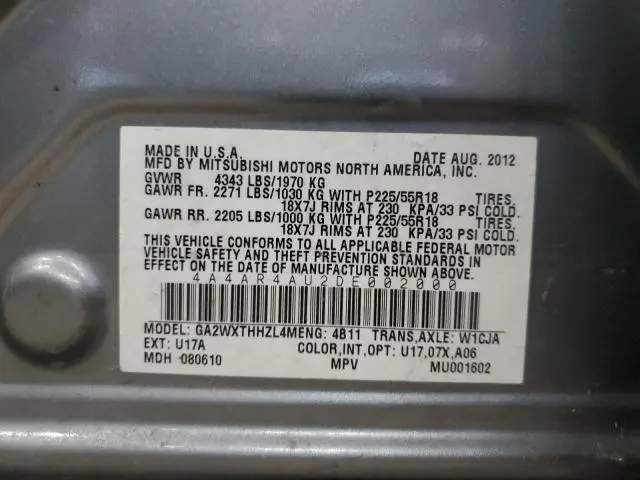 MADE IN U.S.A. DATE AUG. 2012
MFD BY MITSUBISHI MOTORS NORTH AMERICA, INC.
GVWR 4343 LBS/1970 KG
GAWR FR. 2271 LBS/1030 KG WITH P225/55R18 TIRES.
18X7J RIMS AT 230 KPA/33 PSI COLD.
GAWR RR. 2205 LBS/1000 KG WITH P225/55R18 TIRES.
18X7J RIMS AT 230 KPA/33 PSI COLD.
THIS VEHICLE CONFORMS TO ALL APPLICABLE FEDERAL MOTOR
VEHICLE SAFETY AND THEFT PREVENTION STANDARDS IN
EFFECT ON THE DATE OF MANUFACTURE SHOWN ABOVE.
4A4AR4AU2DE002000
MODEL: GA2WXTHHZL4MENG: 4B11 TRANS,AXLE: W1CJA
EXT: U17A COLOR,INT,OPT: U17,07X,A06
MDH :080610 MPV MU001602